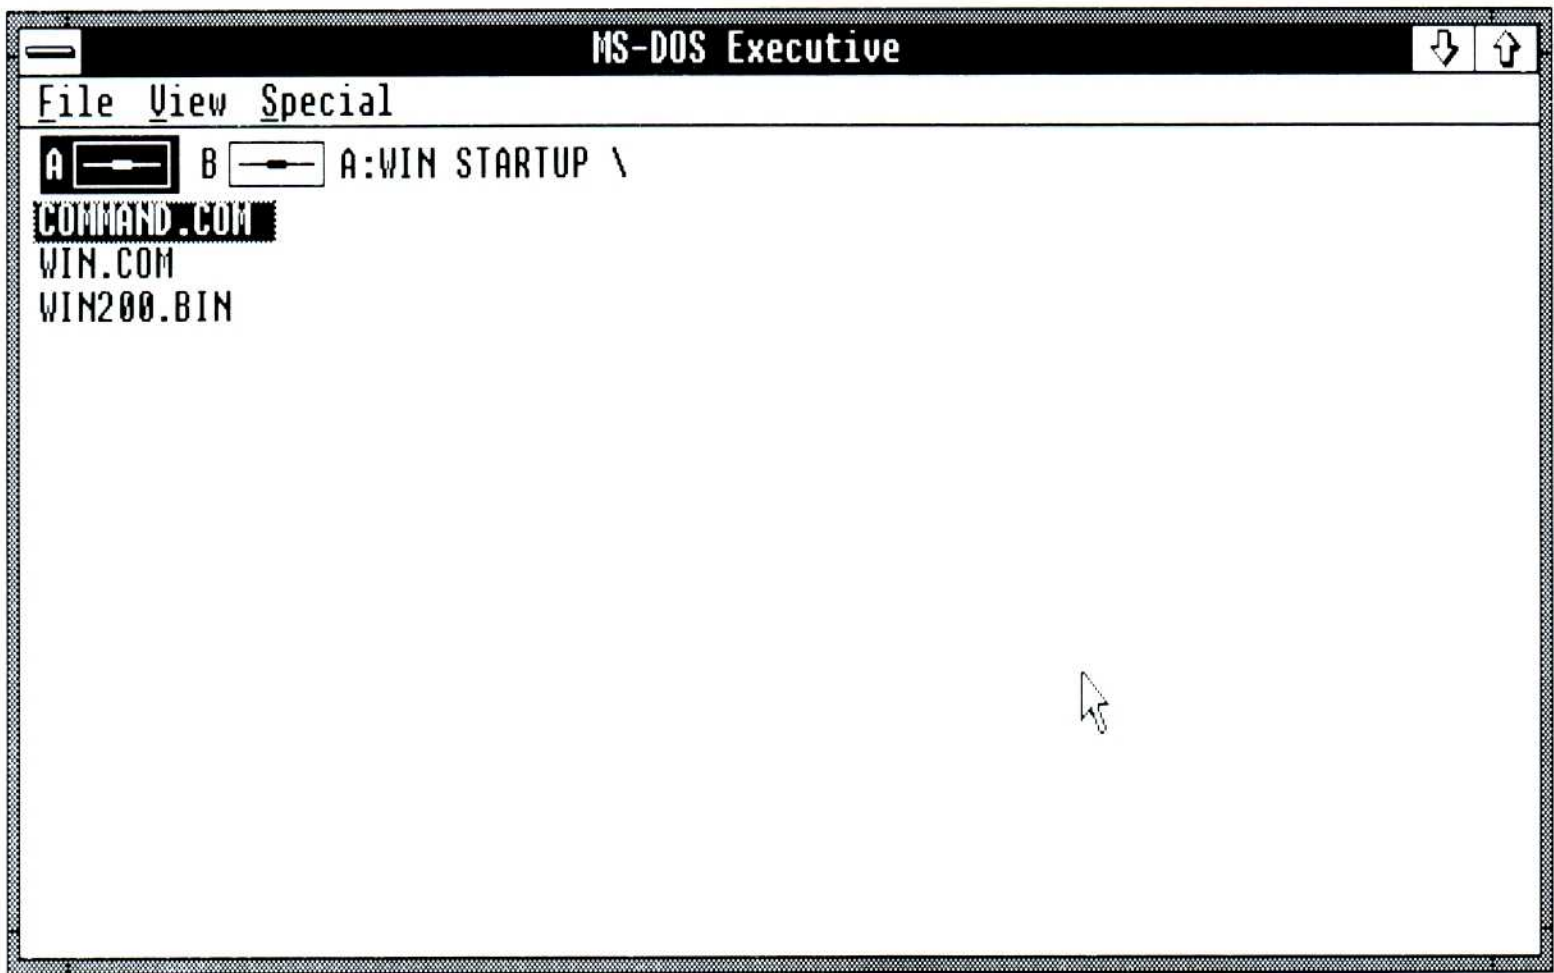 MS-DOS Executive
File View Special
A B A:WIN STARTUP \
COMMAND.COM
WIN.COM
WIN200.BIN